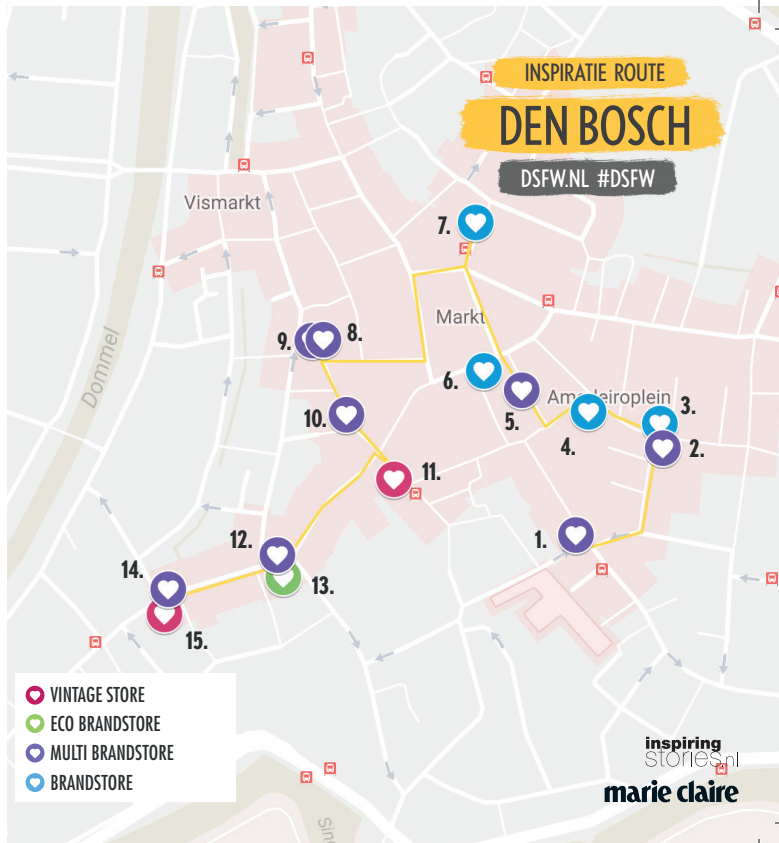 INSPIRATIE ROUTE
DEN BOSCH
DSFW.NL #DSFW
Vismarkt
7.
Markt
9.
8.
6.
5.
4.
3.
2.
10.
11.
1.
12.
13.
14.
15.
Dommel
VINTAGE STORE
ECO BRANDSTORE
MULTI BRANDSTORE
BRANDSTORE
inspiring
stories.nl
marie claire